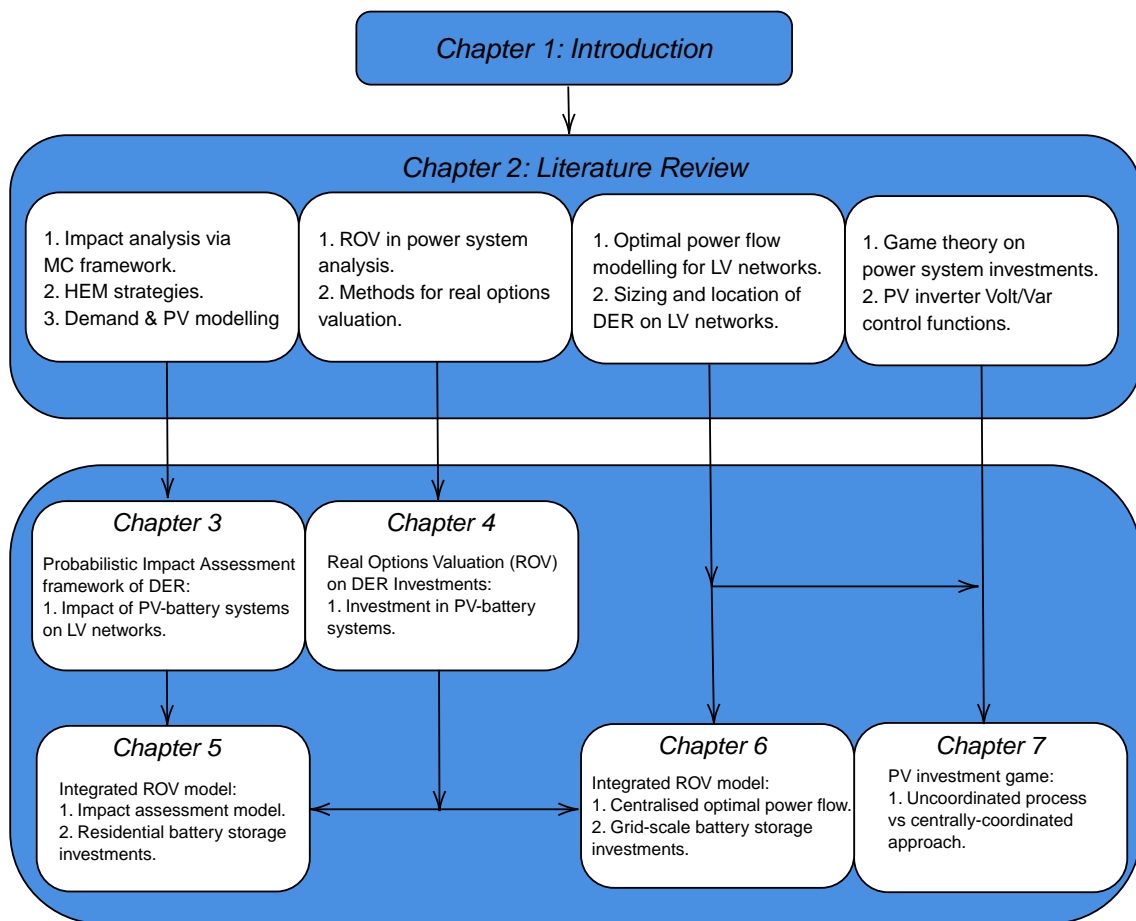 Chapter 1: Introduction
Chapter 2: Literature Review
1. Impact analysis via
MC framework.
2. HEM strategies.
3. Demand & PV modelling
1. ROV in power system
analysis.
2. Methods for real options
valuation.
1. Optimal power flow
modelling for LV networks.
2. Sizing and location of
DER on LV networks.
1. Game theory on
power system investments.
2. PV inverter Volt/Var
control functions.
Chapter 3
Probabilistic Impact Assessment
framework of DER:
1. Impact of PV-battery systems
on LV networks.
Chapter 4
Real Options Valuation (ROV)
on DER Investments:
1. Investment in PV-battery
systems.
Chapter 5
Integrated ROV model:
1. Impact assessment model.
2. Residential battery storage
investments.
Chapter 6
Integrated ROV model:
1. Centralised optimal power flow.
2. Grid-scale battery storage
investments.
Chapter 7
PV investment game:
1. Uncoordinated process
vs centrally-coordinated
approach.